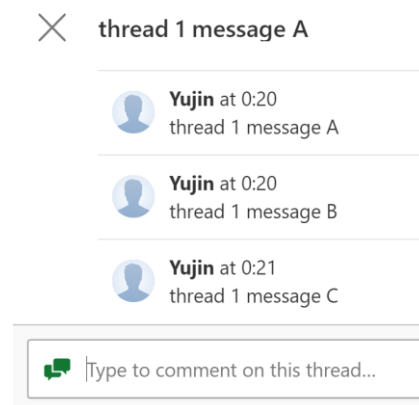 thread 1 message A
Yujin at 0:20
thread 1 message A
Yujin at 0:20
thread 1 message B
Yujin at 0:21
thread 1 message C
Type to comment on this thread...